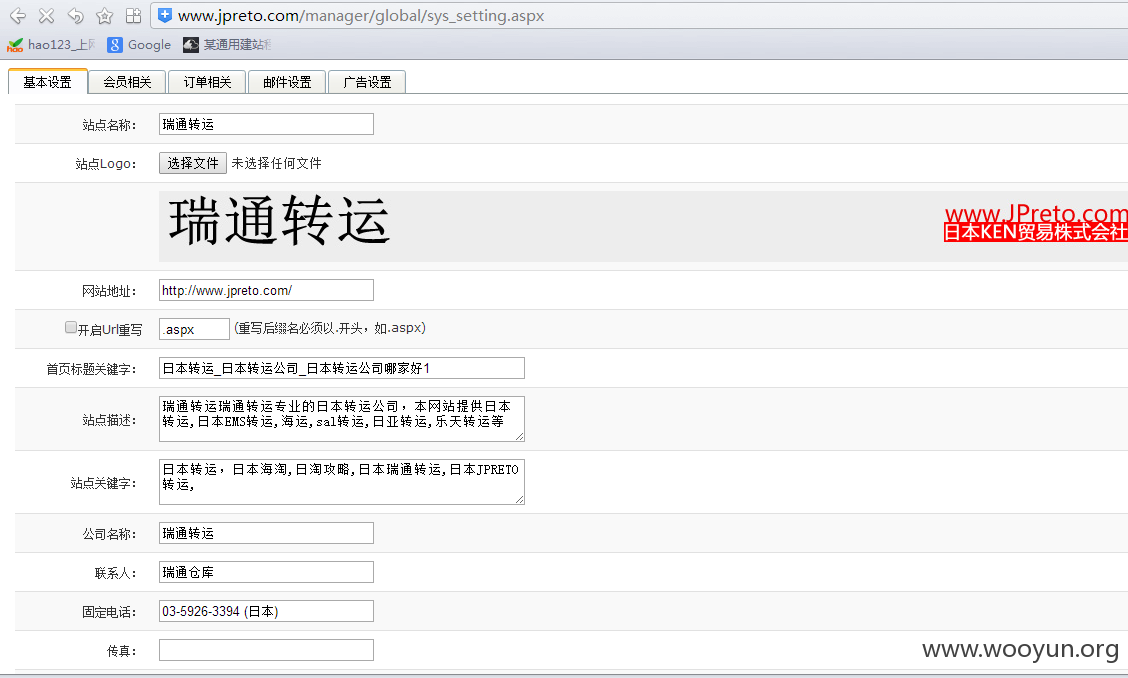 www.jpreto.com/manager/global/sys_setting.aspx
hao123_上网 Google 某通用建站程
基本设置 会员相关 订单相关 邮件设置 广告设置
站点名称： 瑞通转运
站点Logo： 选择文件 未选择任何文件
瑞通转运
www.JPreto.com
日本KEN贸易株式会社
网站地址： http://www.jpreto.com/
开启Url重写 .aspx (重写后缀名必须以.开头，如.aspx)
首页标题关键字： 日本转运_日本转运公司_日本转运公司哪家好1
站点描述： 瑞通转运瑞通转运专业的日本转运公司，本网站提供日本
转运,日本EMS转运,海运,sal转运,日亚转运,乐天转运等
站点关键字： 日本转运，日本海淘,日淘攻略,日本瑞通转运,日本JPRETO
转运,
公司名称： 瑞通转运
联系人： 瑞通仓库
固定电话： 03-5926-3394 (日本)
传真：
www.wooyun.org